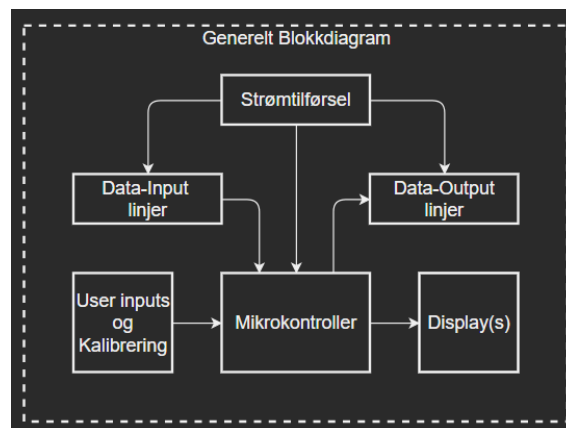 Generelt Blokkdiagram
Strømtilførsel
Data-Input
linjer
Data-Output
linjer
User inputs
og
Kalibrering
Mikrokontroller
Display(s)